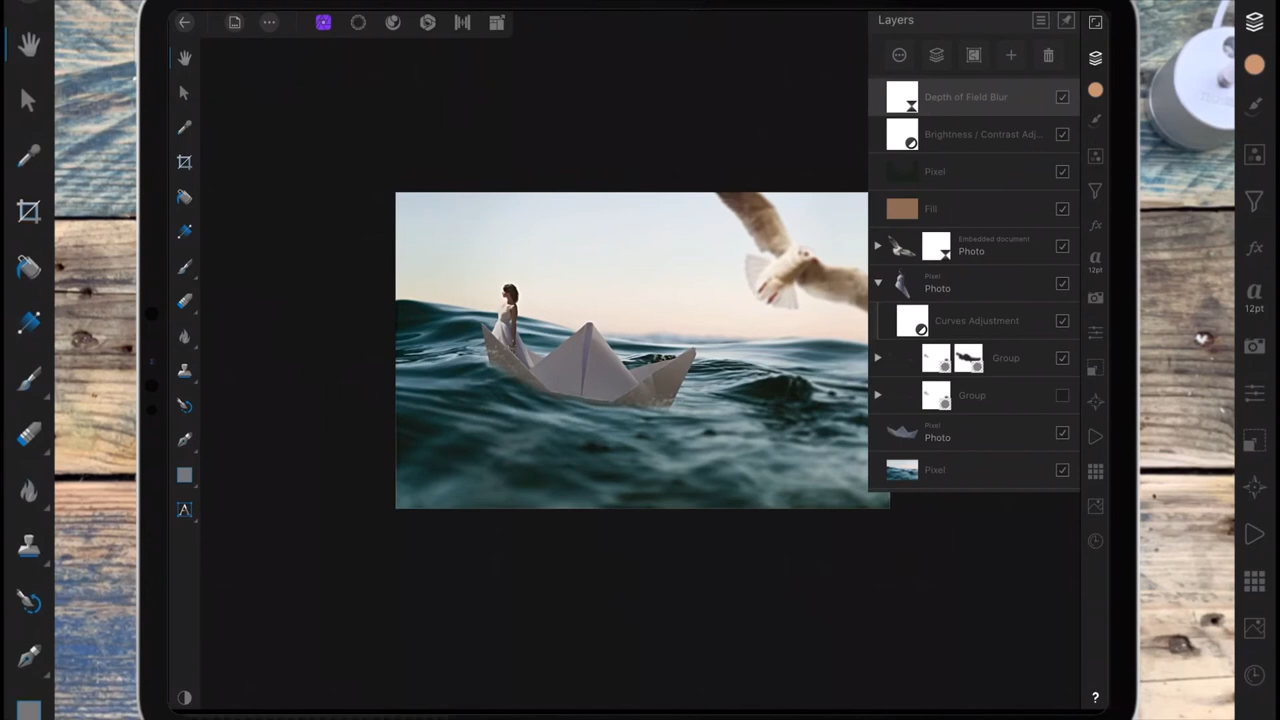 Layers
Depth of Field Blur
Brightness / Contrast Adj...
Pixel
Fill
Embedded document
Photo
Pixel
Photo
Curves Adjustment
Group
Group
Pixel
Photo
Pixel
a
12pt
A
?
a
12pt